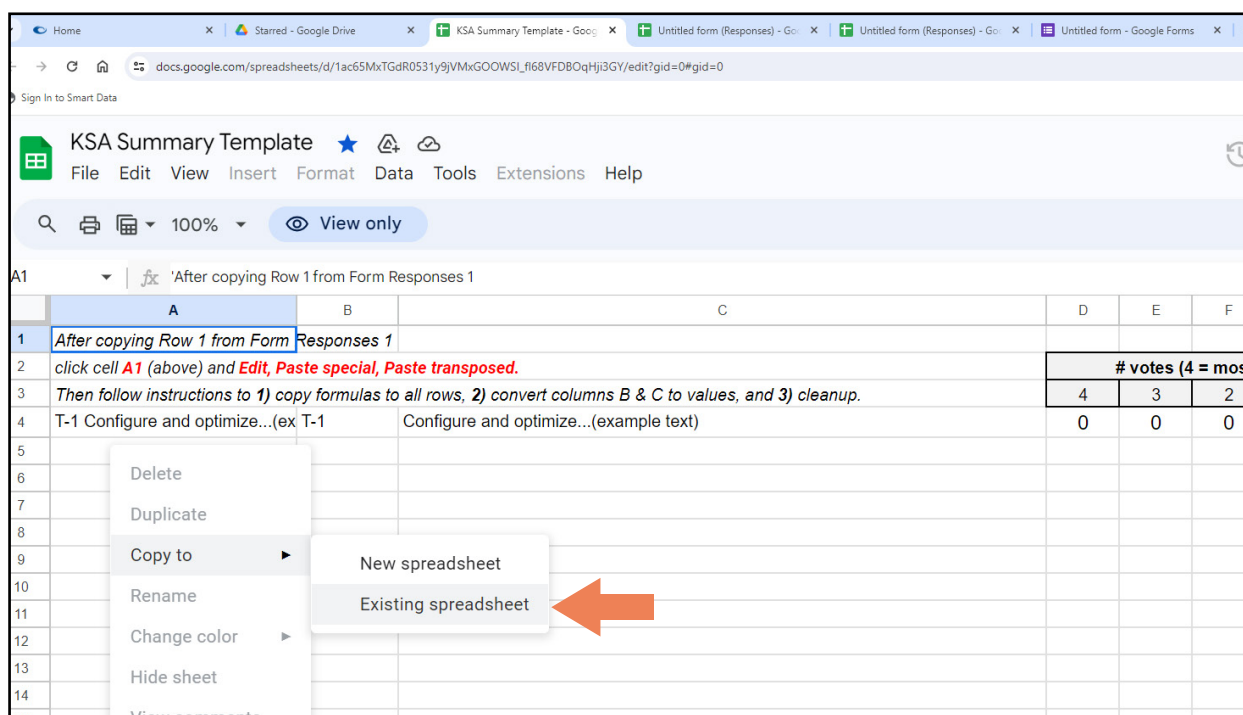 Home
Starred - Google Drive
KSA Summary Template - Goog
Untitled form (Responses) - Go
Untitled form (Responses) - Go
Untitled form - Google Forms
docs.google.com/spreadsheets/d/1ac65MxTGdR0531y9jVMxGOOWSI_fl68VFDBOqHji3GY/edit?gid=0#gid=0
Sign In to Smart Data
KSA Summary Template
File Edit View Insert Format Data Tools Extensions Help
100% View only
A1 fx 'After copying Row 1 from Form Responses 1
A B C D E F
1 After copying Row 1 from Form Responses 1
2 click cell A1 (above) and Edit, Paste special, Paste transposed. # votes (4 = mos
3 Then follow instructions to 1) copy formulas to all rows, 2) convert columns B & C to values, and 3) cleanup. 4 3 2
4 T-1 Configure and optimize...(ex T-1 Configure and optimize...(example text) 0 0 0
5
6
7
8
9
10
11
12
13
14
Delete
Duplicate
Copy to
Rename
Change color
Hide sheet
New spreadsheet
Existing spreadsheet